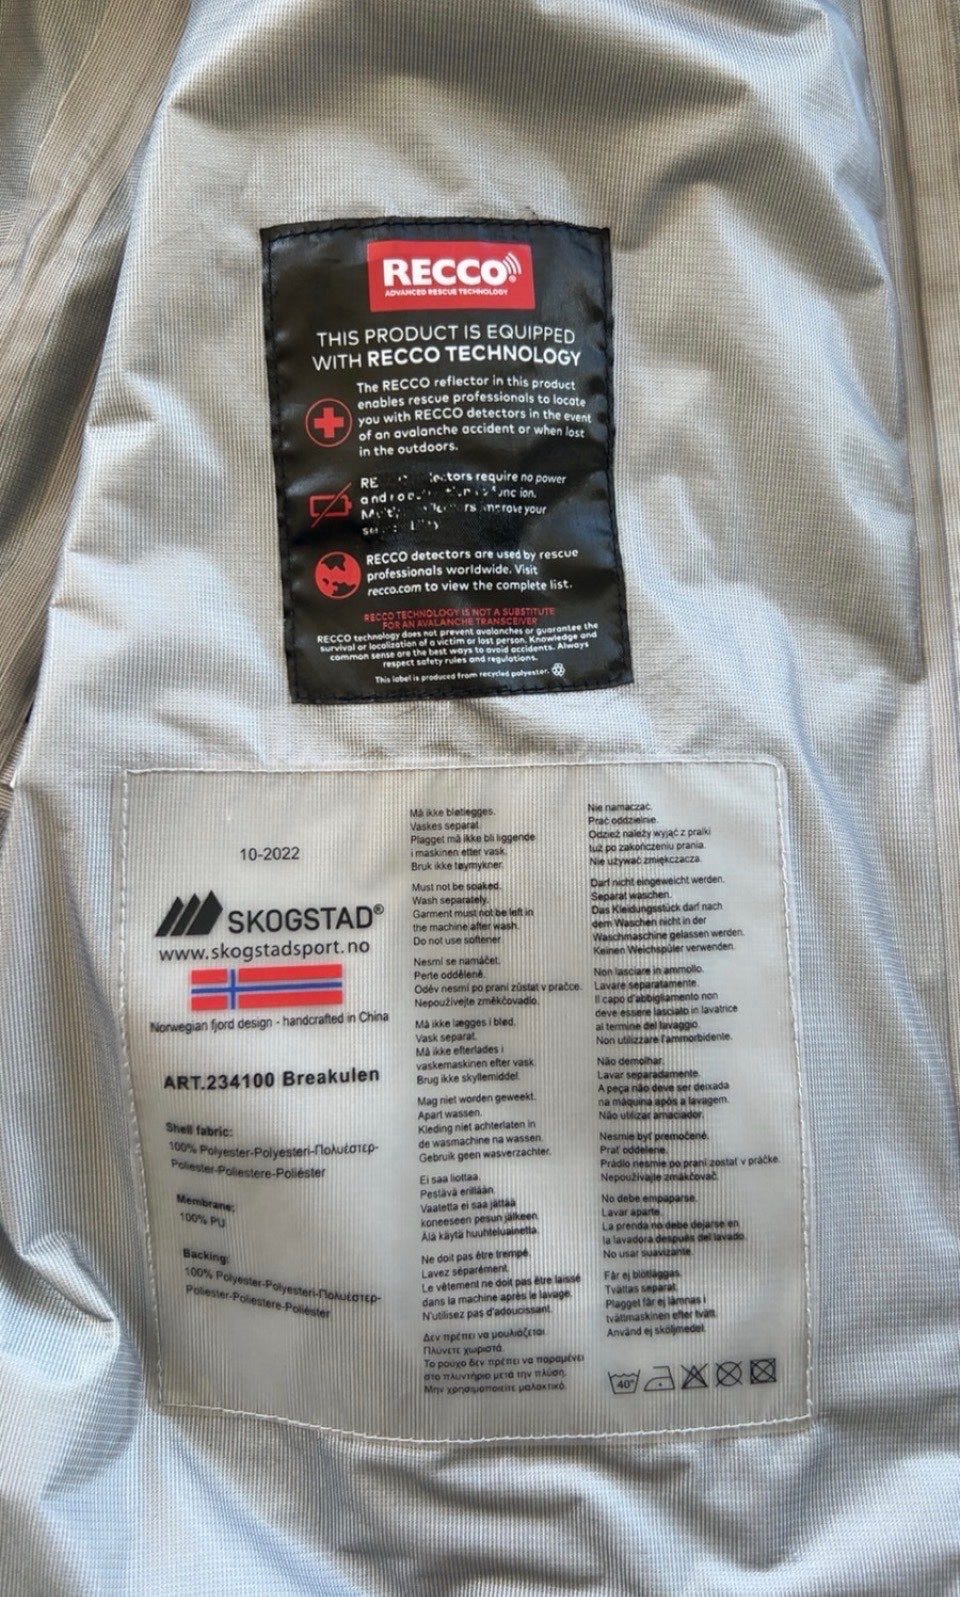 RECCO®
ADVANCED RESCUE TECHNOLOGY
THIS PRODUCT IS EQUIPPED
WITH RECCO TECHNOLOGY
The RECCO reflector in this product
enables rescue professionals to locate
you with RECCO detectors in the event
of an avalanche accident or when lost
in the outdoors.
require no power
and
your
RECCO detectors are used by rescue
professionals worldwide. Visit
recco.com to view the complete list.
RECCO TECHNOLOGY IS NOT A SUBSTITUTE
FOR AN AVALANCHE TRANSCEIVER
RECCO technology does not prevent avalanches or guarantee the
survival or localization of a victim or lost person. Knowledge and
common sense are the best ways to avoid accidents. Always
respect safety rules and regulations.
This label is produced from recycled polyester.
10-2022
SKOGSTAD®
www.skogstadsport.no
Norwegian fjord design - handcrafted in China
ART.234100 Breakulen
Shell fabric:
100% Polyester-Polyesteri-Πολυέστερ-
Poliester-Poliestere-Poliéster
Membrane:
100% PU
Backing:
100% Polyester-Polyesteri-Πολυέστερ-
Poliester-Poliestere-Poliéster
Må ikke bløtlegges.
Vaskes separat.
Plagget må ikke bli liggende
i maskinen etter vask.
Bruk ikke tøymykner.
Must not be soaked.
Wash separately.
Garment must not be left in
the machine after wash.
Do not use softener
Nesmí se namáčet.
Perte odděleně.
Oděv nesmí po praní zůstat v pračce.
Nepoužívejte změkčovadlo.
Må ikke lægges i blød.
Vask separat.
Må ikke efterlades i
vaskemaskinen efter vask.
Brug ikke skyllemiddel.
Mag niet worden geweekt.
Apart wassen.
Kleding niet achterlaten in
de wasmachine na wassen.
Gebruik geen wasverzachter.
Ei saa liottaa.
Pestävä erillään.
Vaatetta ei saa jättää
koneeseen pesun jälkeen.
Älä käytä huuhteluainetta.
Ne doit pas être trempé.
Lavez séparément.
Le vêtement ne doit pas être laissé
dans la machine après le lavage.
N'utilisez pas d'adoucissant.
Δεν πρέπει να μουλιάζεται.
Πλύνετε χωριστά.
Το ρούχο δεν πρέπει να παραμένει
στο πλυντήριο μετά την πλύση.
Μην χρησιμοποιείτε μαλακτικό.
Nie namaczać.
Prać oddzielnie.
Odzież należy wyjąć z pralki
tuż po zakończeniu prania.
Nie używać zmiękczacza.
Darf nicht eingeweicht werden.
Separat waschen.
Das Kleidungsstück darf nach
dem Waschen nicht in der
Waschmaschine gelassen werden.
Keinen Weichspüler verwenden.
Non lasciare in ammollo.
Lavare separatamente.
Il capo d'abbigliamento non
deve essere lasciato in lavatrice
al termine del lavaggio.
Non utilizzare l'ammorbidente.
Não demolhar.
Lavar separadamente.
A peça não deve ser deixada
na máquina após a lavagem.
Não utilizar amaciador.
Nesmie byť premočené.
Prať oddelene.
Prádlo nesmie po praní zostať v práčke.
Nepoužívajte zmäkčovač.
No debe empaparse.
Lavar aparte.
La prenda no debe dejarse en
la lavadora después del lavado.
No usar suavizante.
Får ej blötläggas.
Tvättas separat.
Plagget får ej lämnas i
tvättmaskinen efter tvätt.
Använd ej sköljmedel.
40°